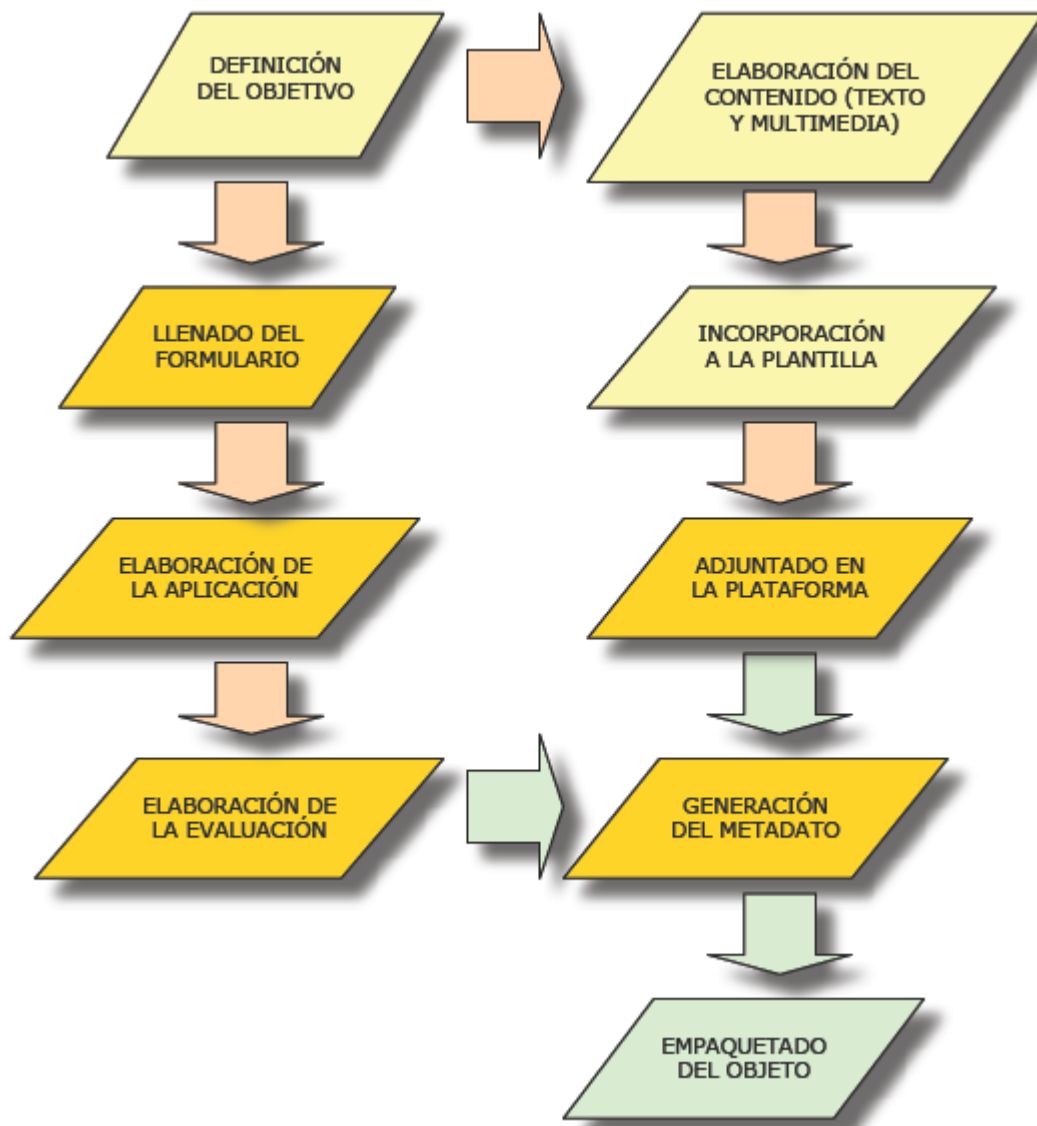 DEFINICIÓN
DEL OBJETIVO
ELABORACIÓN DEL
CONTENIDO (TEXTO
Y MULTIMEDIA)
LLENADO DEL
FORMULARIO
INCORPORACIÓN
A LA PLANTILLA
ELABORACIÓN DE
LA APLICACIÓN
ADJUNTADO EN
LA PLATAFORMA
ELABORACIÓN DE
LA EVALUACIÓN
GENERACIÓN
DEL METADATO
EMPAQUETADO
DEL OBJETO